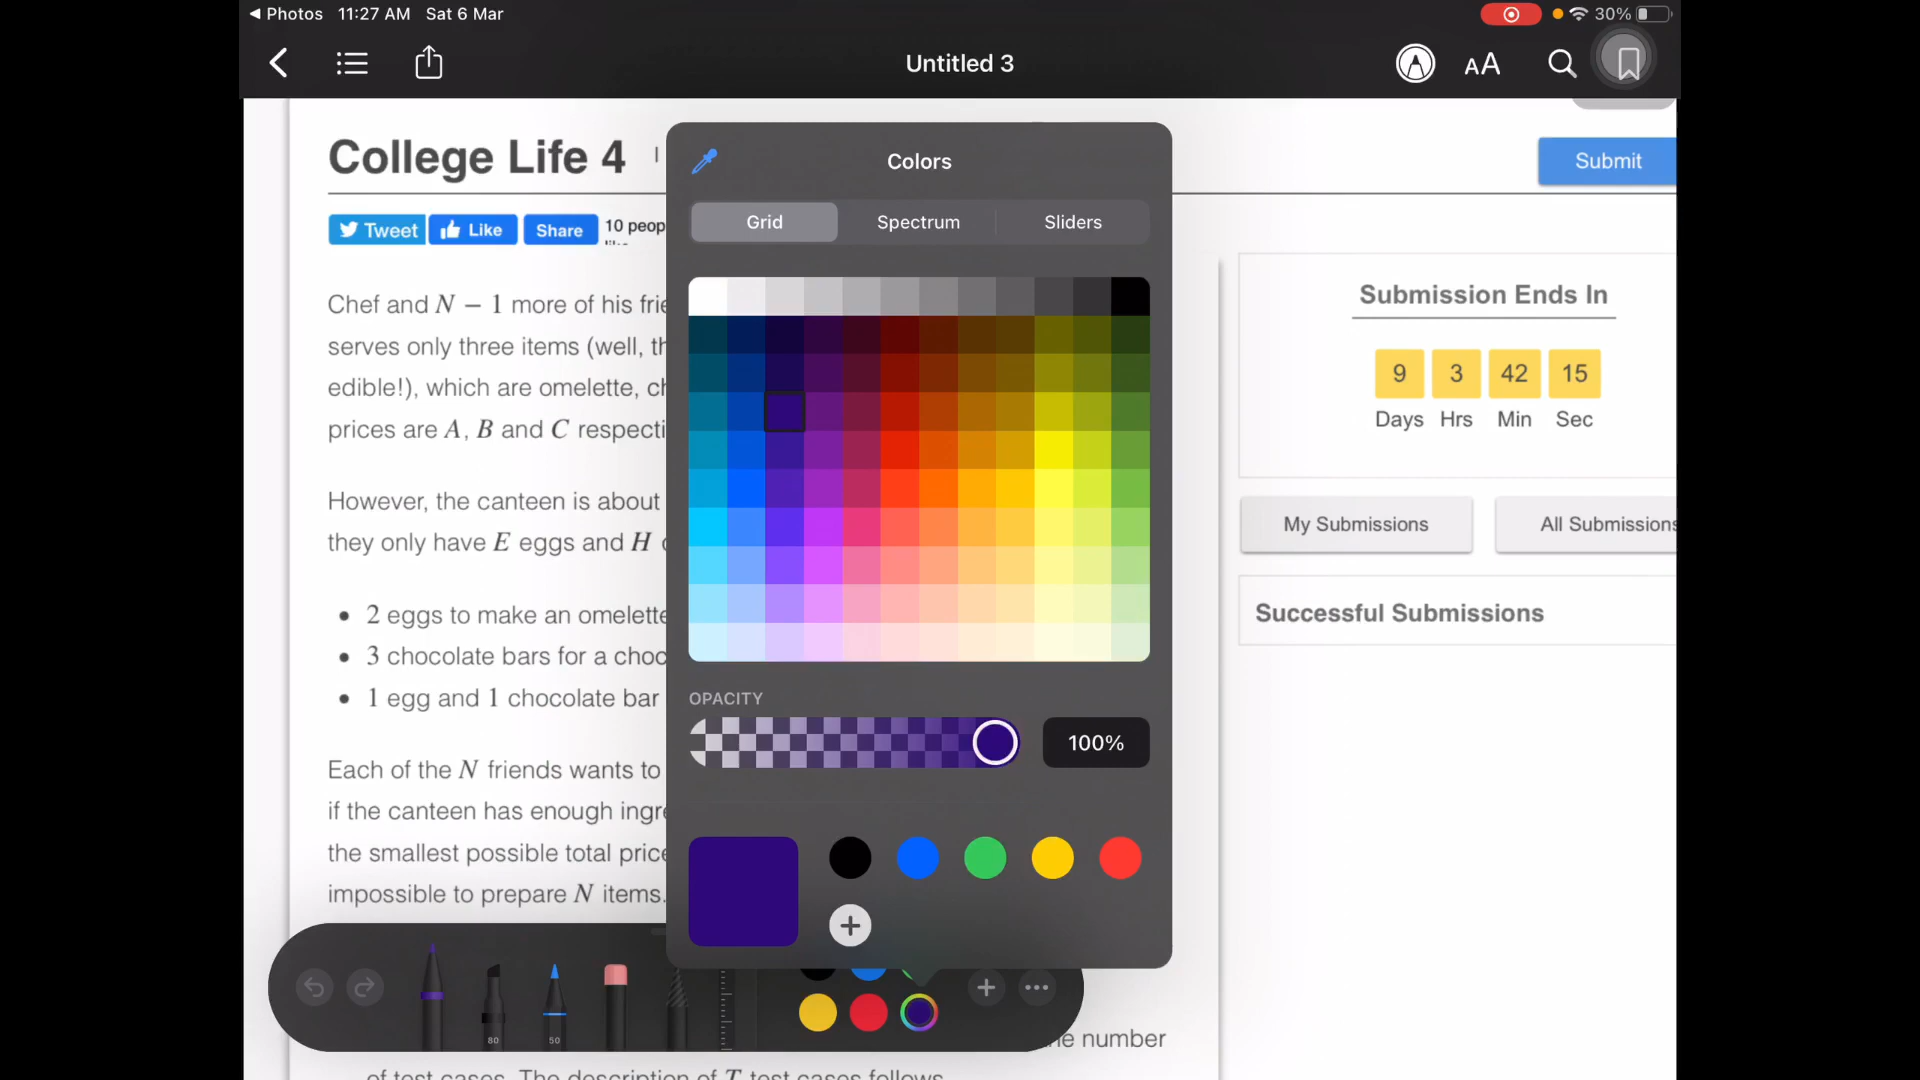 Photos 11:27 AM Sat 6 Mar
30%
Untitled 3
AA
College Life 4
Submit
Tweet Like Share 10 peop
Chef and N − 1 more of his frie
serves only three items (well, th
edible!), which are omelette, ch
prices are A, B and C respecti
However, the canteen is about
they only have E eggs and H c
2 eggs to make an omelette
3 chocolate bars for a choc
1 egg and 1 chocolate bar
Each of the N friends wants to
if the canteen has enough ingre
the smallest possible total price
impossible to prepare N items.
Colors
Grid Spectrum Sliders
OPACITY
100%
Submission Ends In
9 3 42 15
Days Hrs Min Sec
My Submissions All Submissions
Successful Submissions
80 50
e number
of test cases. The description of T test cases follows